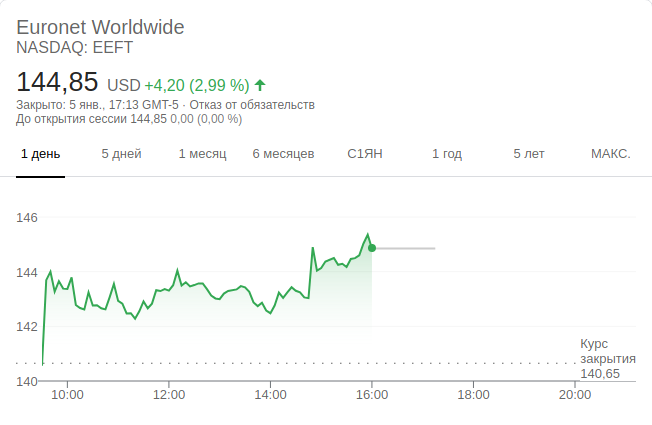 Euronet Worldwide
NASDAQ: EEFT
144,85 USD +4,20 (2,99 %)
Закрыто: 5 янв., 17:13 GMT-5 · Отказ от обязательств
До открытия сессии 144,85 0,00 (0,00 %)
1 день 5 дней 1 месяц 6 месяцев С1ЯН 1 год 5 лет МАКС.
146
144
142
Курс
закрытия
140,65
140
10:00 12:00 14:00 16:00 18:00 20:00